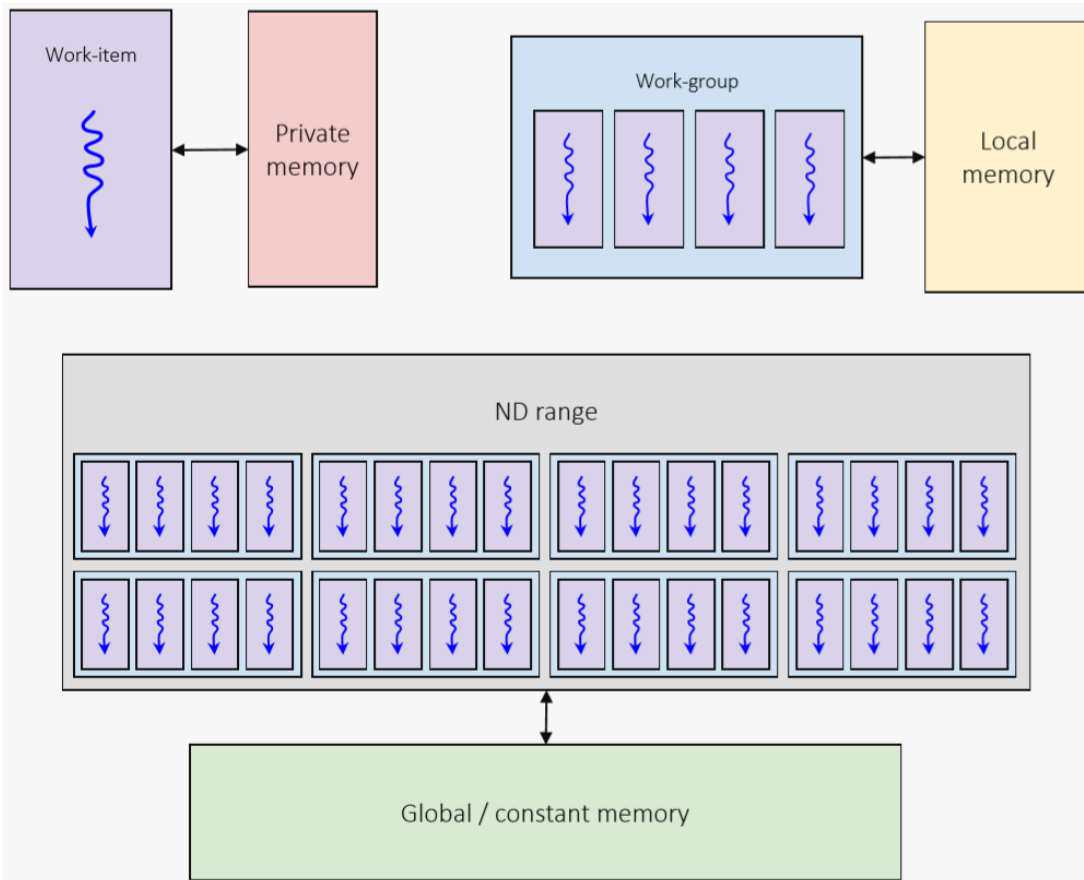 Work-item
Private
memory
Work-group
Local
memory
ND range
Global / constant memory